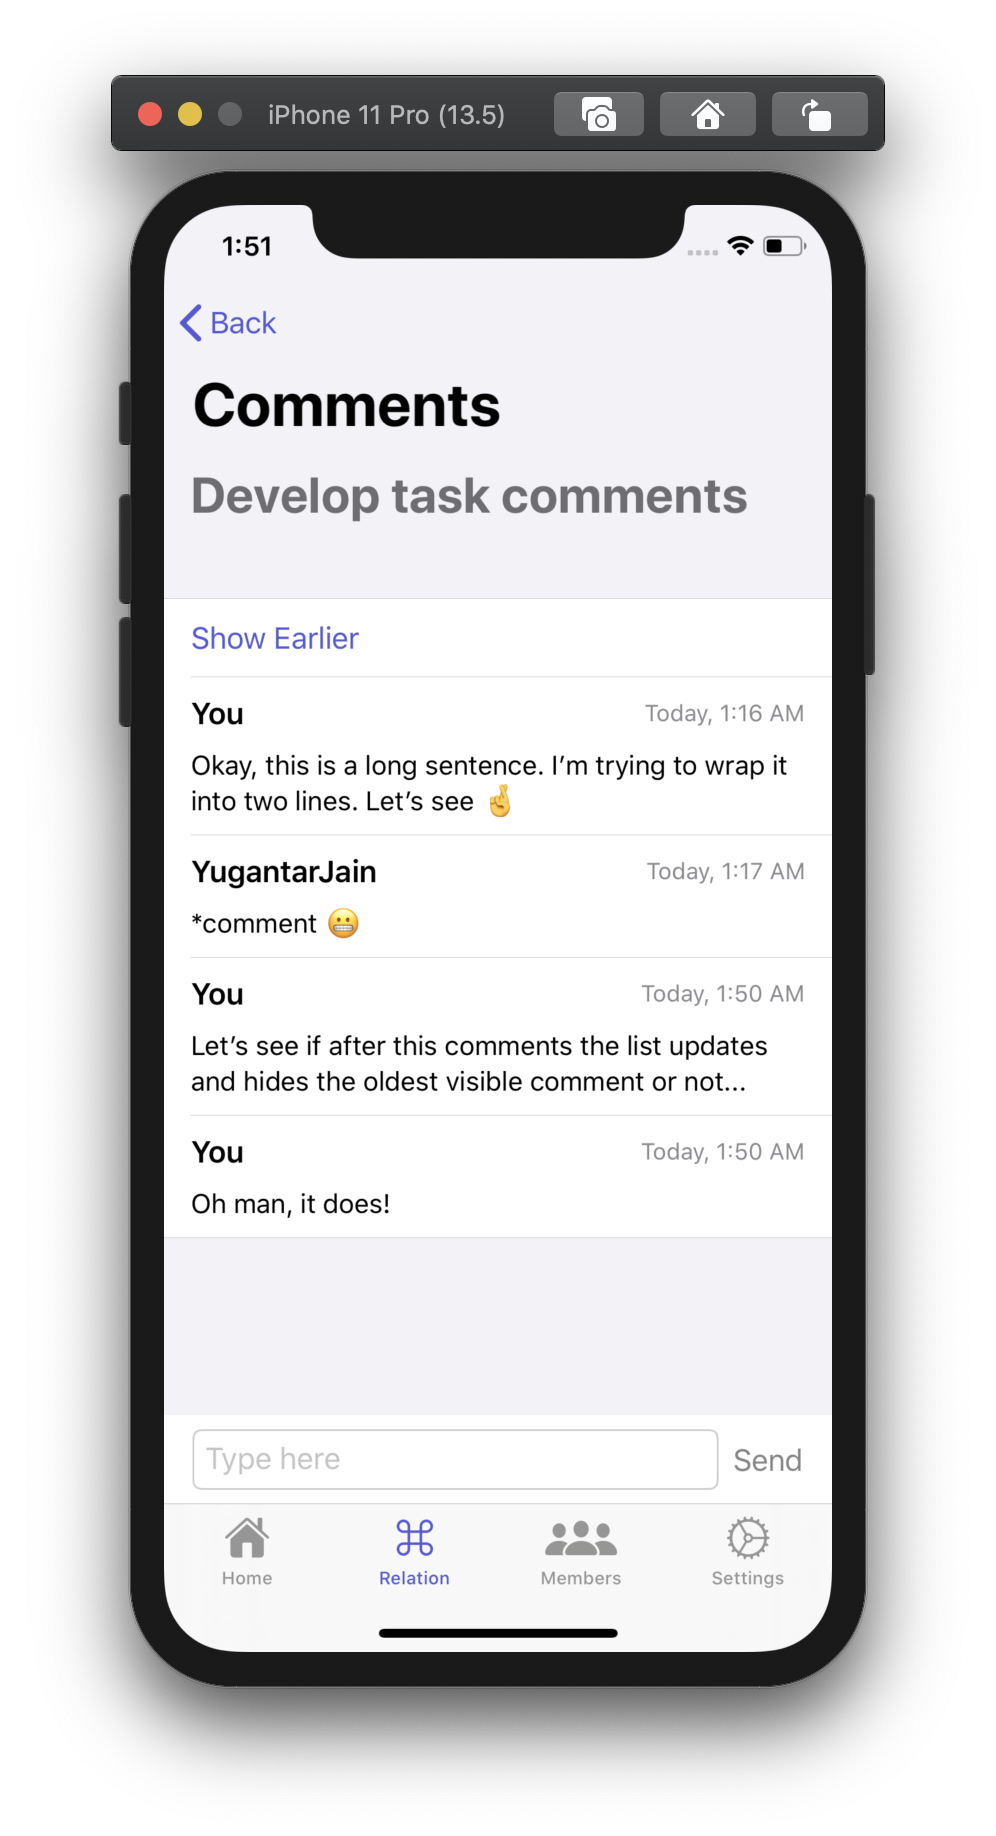 iPhone 11 Pro (13.5)
1:51
Back
Comments
Develop task comments
Show Earlier
You Today, 1:16 AM
Okay, this is a long sentence. I’m trying to wrap it
into two lines. Let’s see 🤞
YugantarJain Today, 1:17 AM
*comment 😬
You Today, 1:50 AM
Let’s see if after this comments the list updates
and hides the oldest visible comment or not...
You Today, 1:50 AM
Oh man, it does!
Type here Send
Home Relation Members Settings